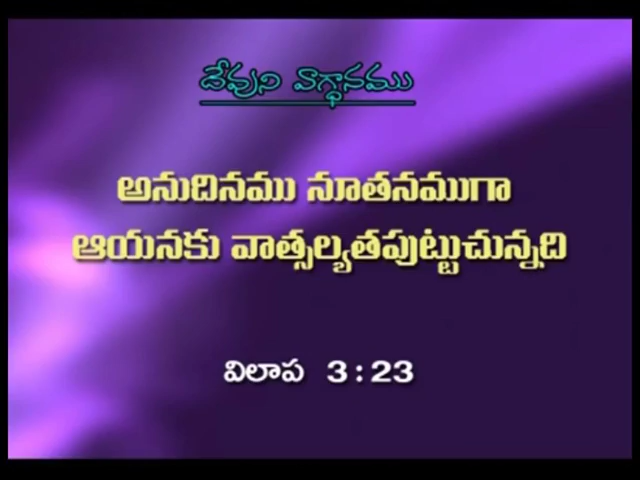 దేవుని వాగ్ధానము
అనుదినము నూతనముగా
ఆయనకు వాత్సల్యతపుట్టుచున్నది
విలాప 3:23